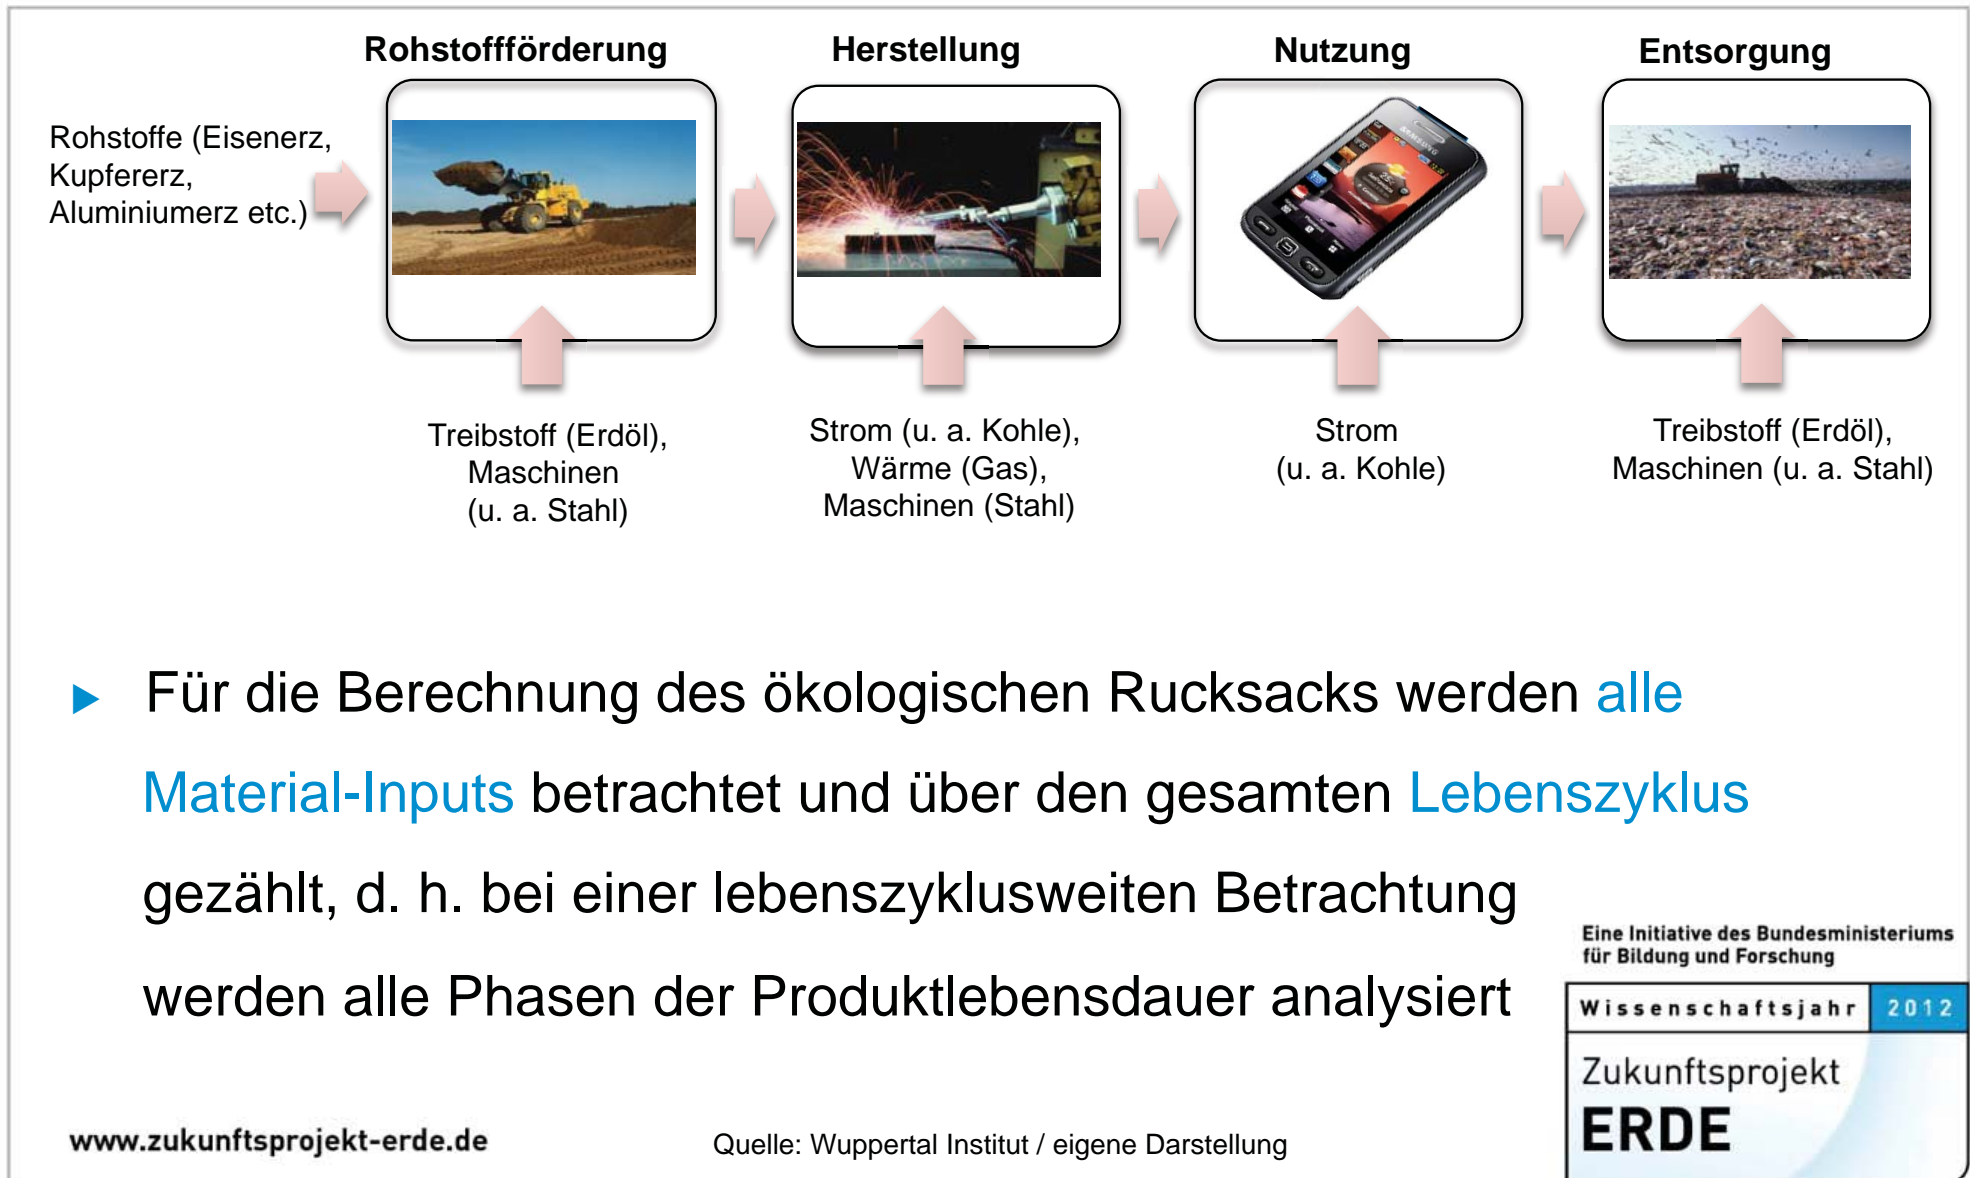 Rohstoffförderung
Herstellung
Nutzung
Entsorgung
Rohstoffe (Eisenerz,
Kupfererz,
Aluminiumerz etc.)
SAMSUNG
Treibstoff (Erdöl),
Maschinen
(u. a. Stahl)
Strom (u. a. Kohle),
Wärme (Gas),
Maschinen (Stahl)
Strom
(u. a. Kohle)
Treibstoff (Erdöl),
Maschinen (u. a. Stahl)
Für die Berechnung des ökologischen Rucksacks werden alle
Material-Inputs betrachtet und über den gesamten Lebenszyklus
gezählt, d. h. bei einer lebenszyklusweiten Betrachtung
werden alle Phasen der Produktlebensdauer analysiert
Eine Initiative des Bundesministeriums
für Bildung und Forschung
Wissenschaftsjahr 2012
Zukunftsprojekt
ERDE
www.zukunftsprojekt-erde.de
Quelle: Wuppertal Institut / eigene Darstellung